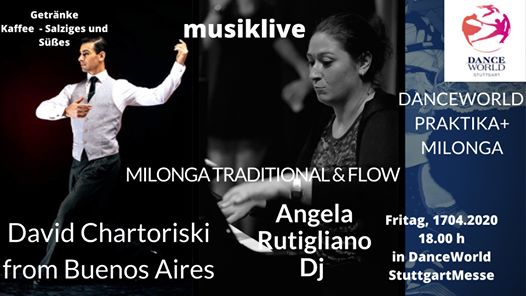 Getränke
Kaffee - Salziges und
Süßes
musiklive
DANCE
WORLD
STUTTGART
DANCEWORLD
PRAKTIKA+
MILONGA
MILONGA TRADITIONAL & FLOW
David Chartoriski
from Buenos Aires
Angela
Rutigliano
Dj
Fritag, 1704.2020
18.00 h
in DanceWorld
StuttgartMesse